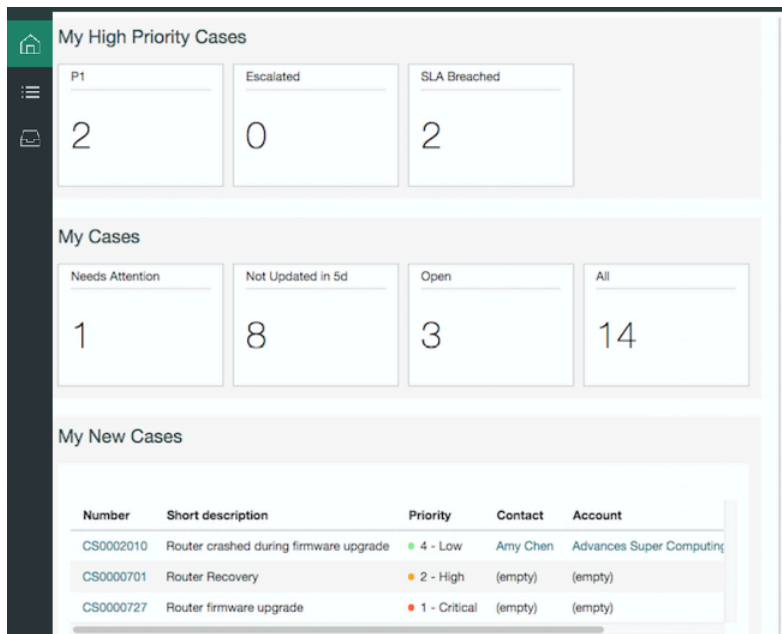 My High Priority Cases
P1 Escalated SLA Breached
2 0 2
My Cases
Needs Attention Not Updated in 5d Open All
1 8 3 14
My New Cases
Number Short description Priority Contact Account
CS0002010 Router crashed during firmware upgrade 4 - Low Amy Chen Advances Super Computing
CS0000701 Router Recovery 2 - High (empty) (empty)
CS0000727 Router firmware upgrade 1 - Critical (empty) (empty)